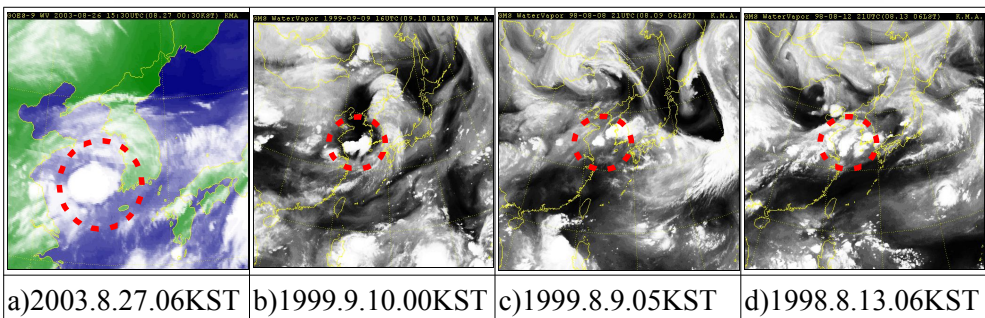 GOES-9 WV 2003-08-26 15:30UTC(08.27 00:30KST) KMA
GMS WaterVapor 1999-09-09 16UTC(09.10 01LST) K.M.A.
GMS WaterVapor 98-08-08 21UTC(08.09 06LST) K.M.A.
GMS WaterVapor 98-08-12 21UTC(08.13 06LST) K.M.A.
a)2003.8.27.06KST
b)1999.9.10.00KST
c)1999.8.9.05KST
d)1998.8.13.06KST